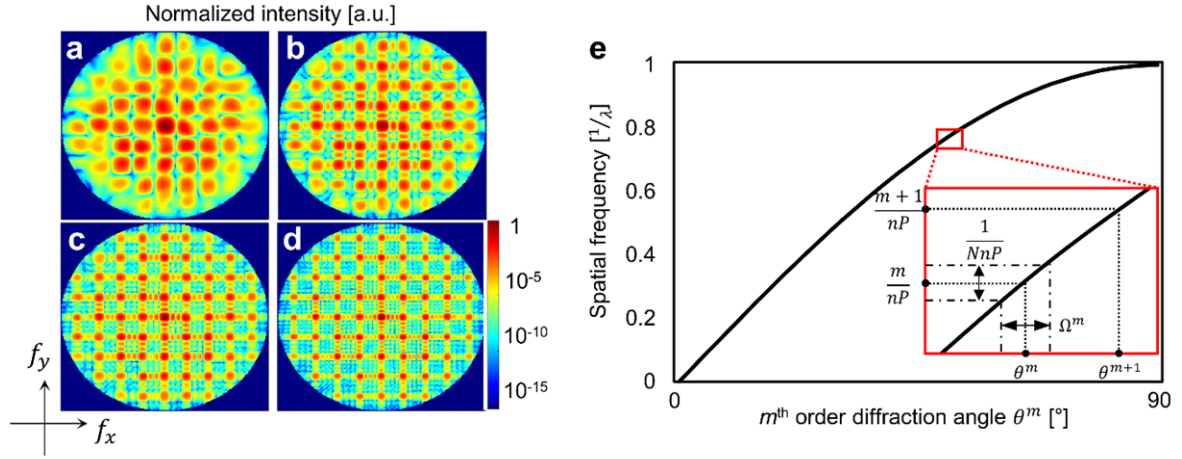 Normalized intensity [a.u.]
a
b
c
d
1
10⁻⁵
10⁻¹⁰
10⁻¹⁵
f_y
f_x
e
Spatial frequency [1/λ]
1
0.8
0.6
0.4
0.2
0
m + 1
nP
1
NnP
m
nP
Ωᵐ
θᵐ
θᵐ⁺¹
0
90
mᵗʰ order diffraction angle θᵐ [°]